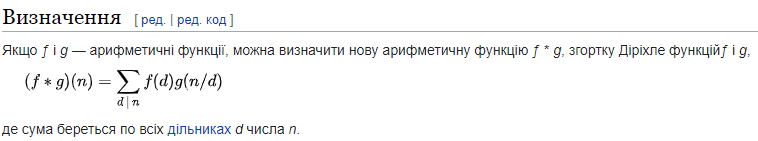 Визначення [ ред. | ред. код ]
Якщо ƒ і g — арифметичні функції, можна визначити нову арифметичну функцію ƒ * g, згортку Діріхле функційƒ і g,
(f ∗ g)(n) = ∑ f(d)g(n/d)
d | n
де сума береться по всіх дільниках d числа n.